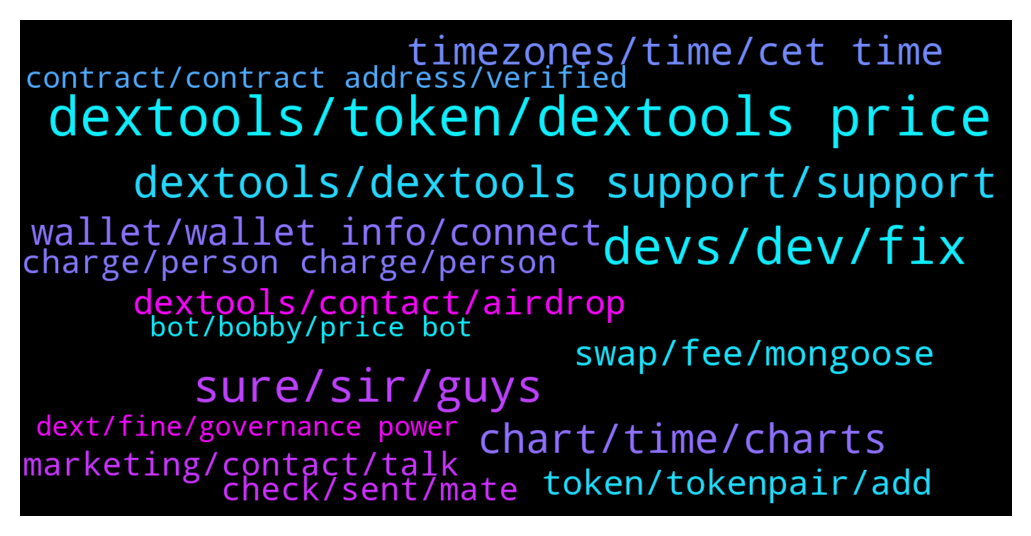 timezones/time/cet time
contract/contract address/verified
dextools/token/dextools price
dextools/dextools support/support
wallet/wallet info/connect
devs/dev/fix
charge/person charge/person
dextools/contact/airdrop
bot/bobby/price bot
swap/fee/mongoose
sure/sir/guys
dext/fine/governance power
chart/time/charts
marketing/contact/talk
check/sent/mate
token/tokenpair/add